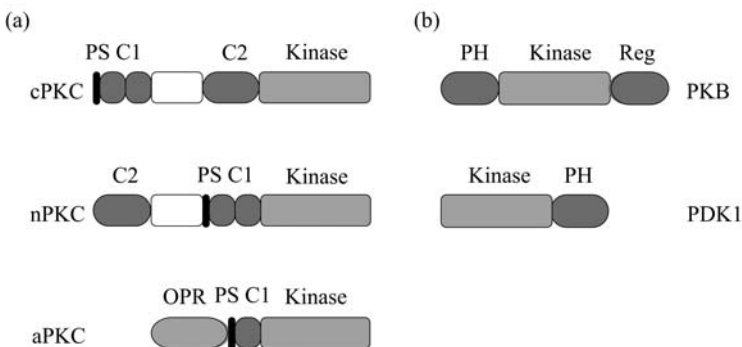 (a)
(b)
PS C1 C2 Kinase
cPKC
PH Kinase Reg
PKB
C2 PS C1 Kinase
nPKC
Kinase PH
PDK1
OPR PS C1 Kinase
aPKC